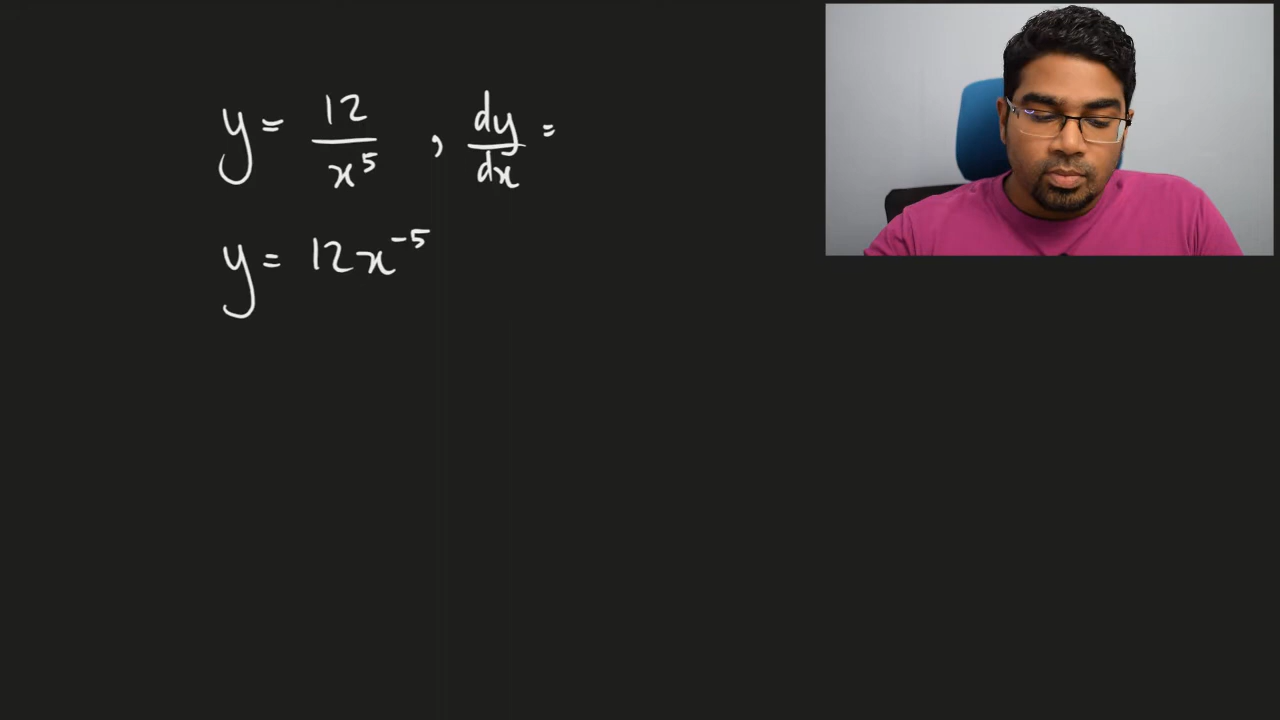 y = 12/x⁵ , dy/dx =
y = 12x⁻⁵